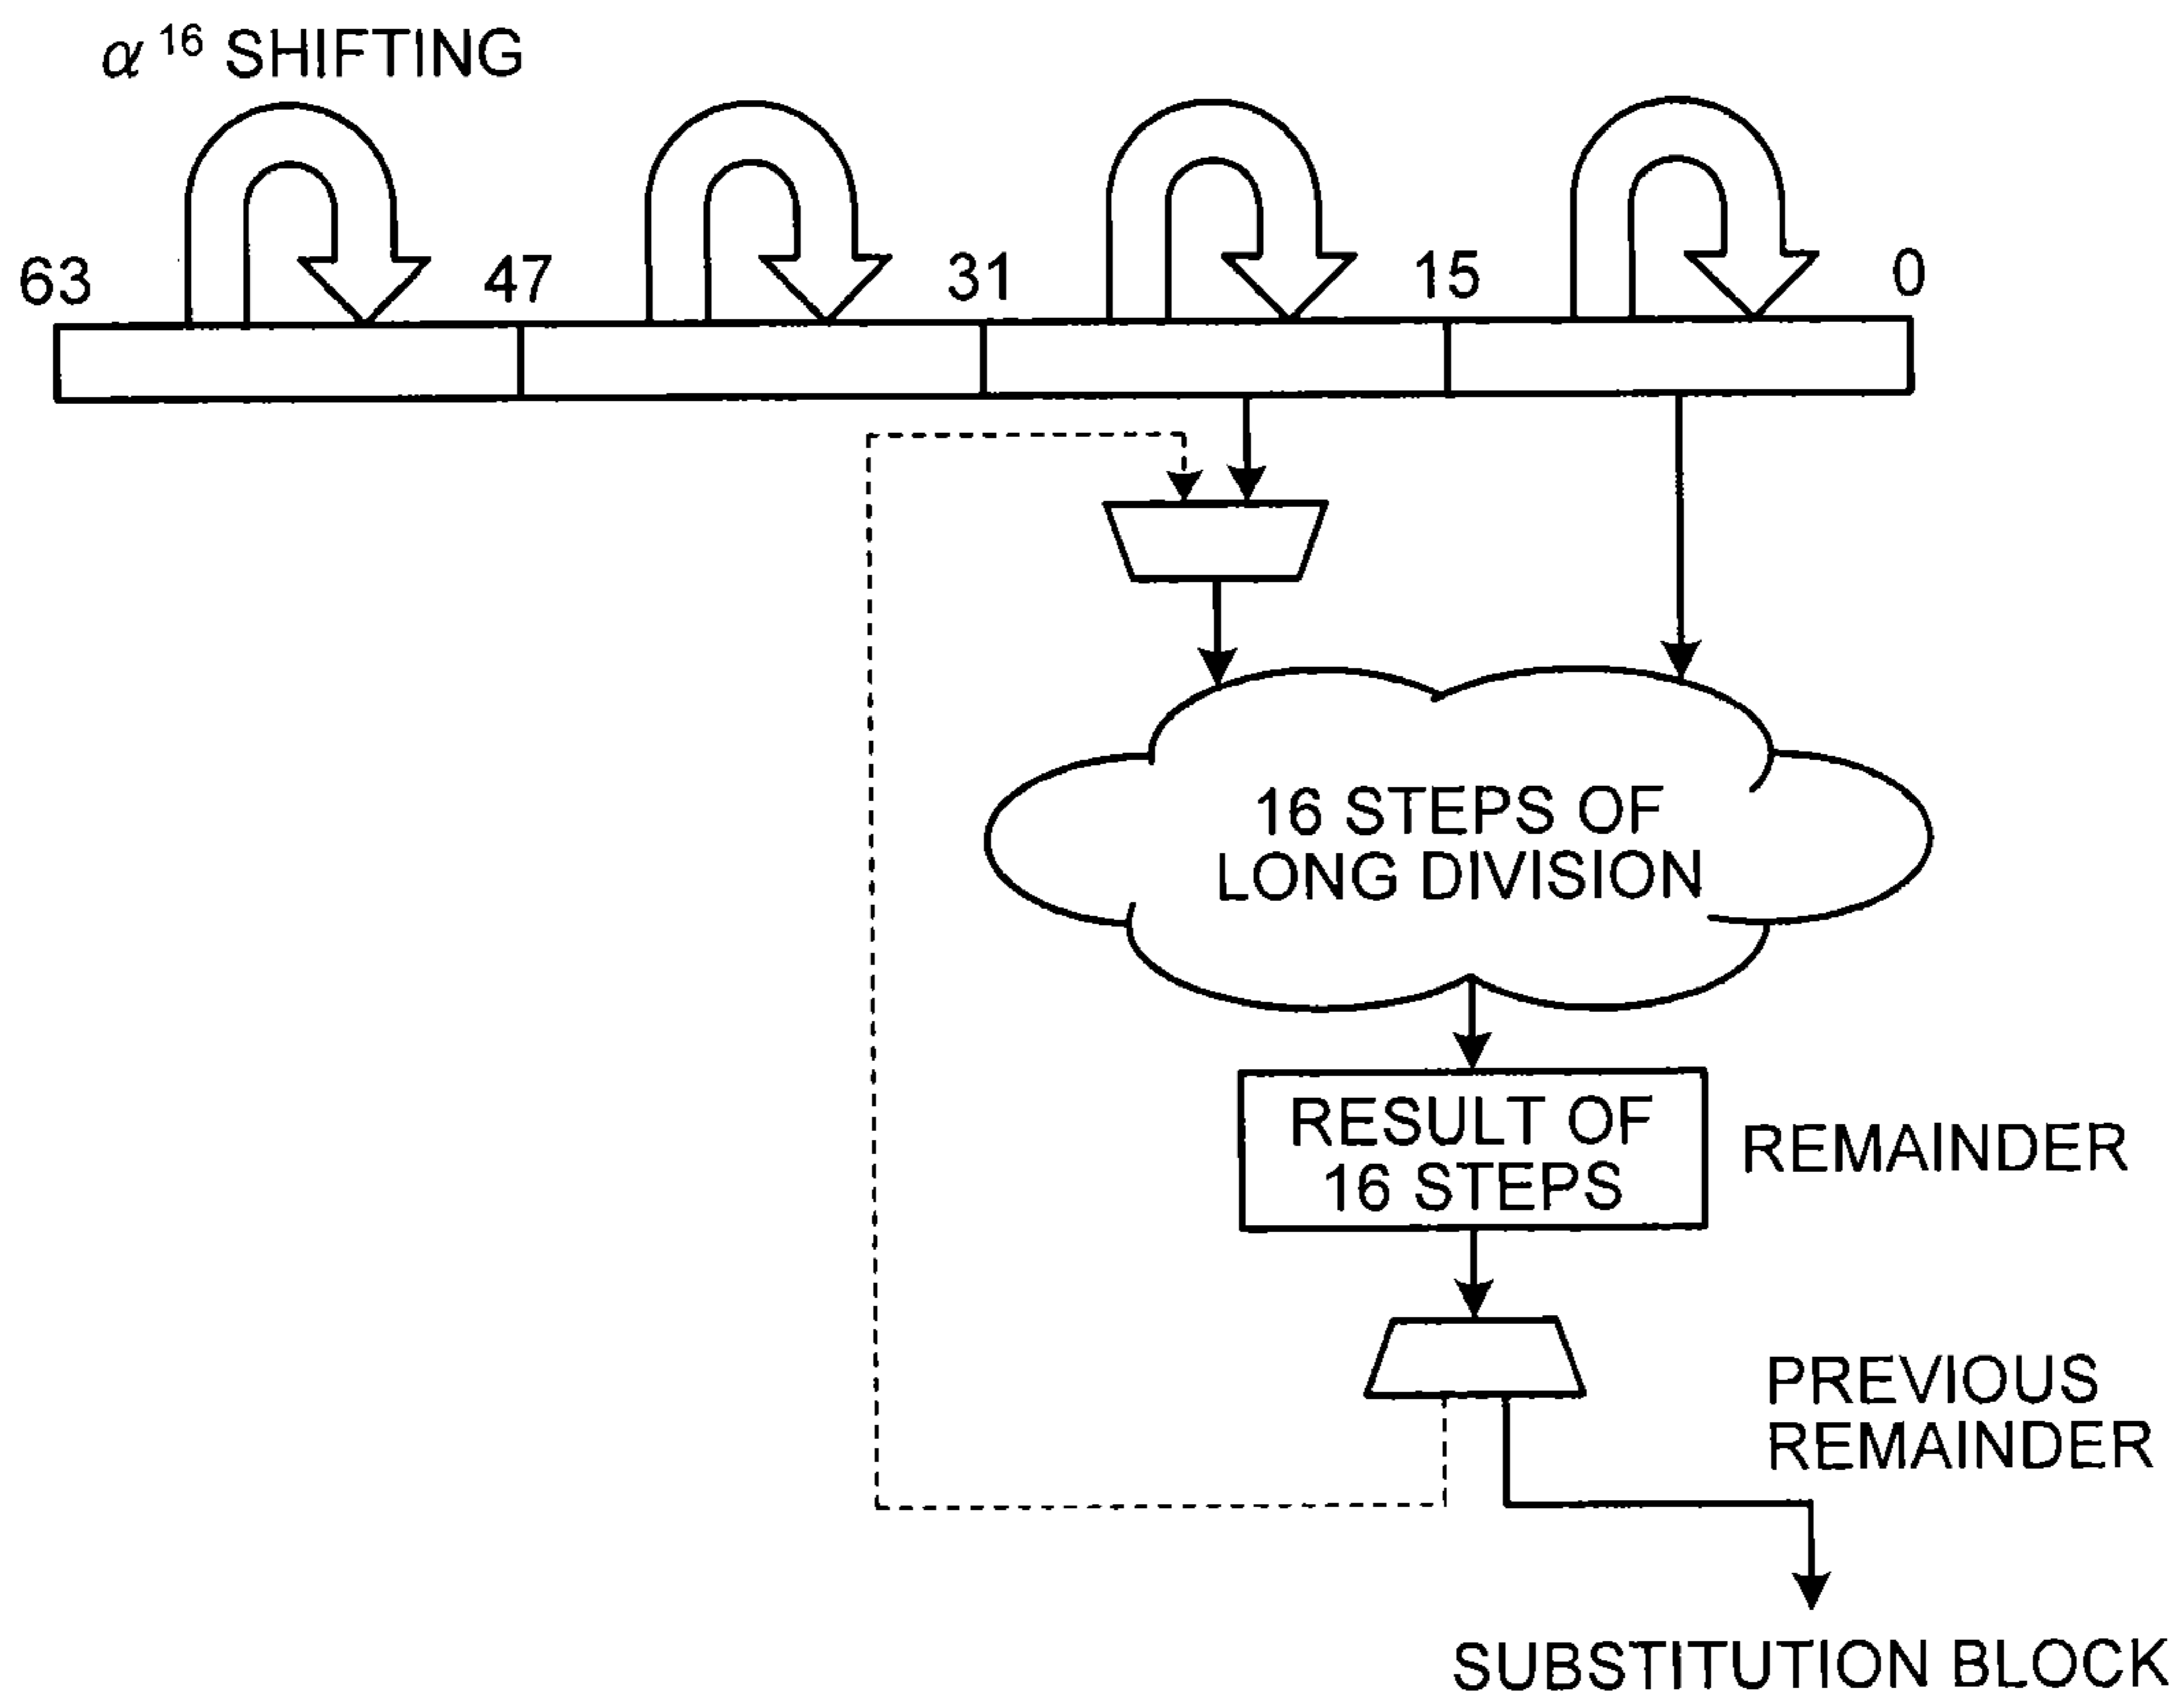 α16 SHIFTING
63 47 31 15 0
16 STEPS OF
LONG DIVISION
RESULT OF
16 STEPS
REMAINDER
PREVIOUS
REMAINDER
SUBSTITUTION BLOCK